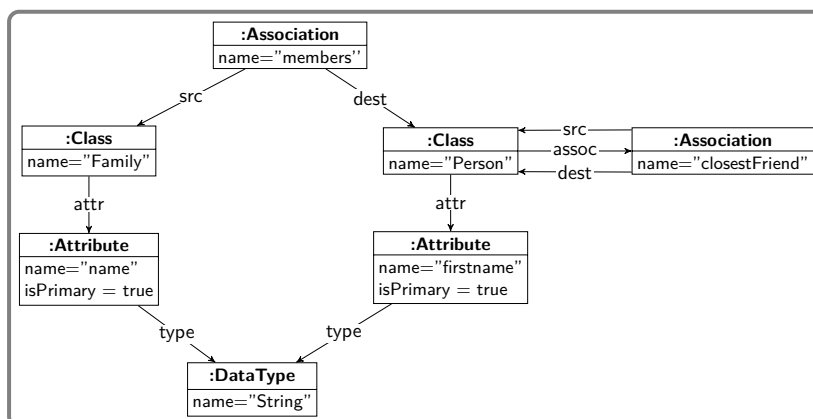 :Association
name="members''
src
dest
:Class
name="Family"
:Class
name="Person"
src
assoc
dest
:Association
name="closestFriend"
attr
attr
:Attribute
name="name"
isPrimary = true
:Attribute
name="firstname"
isPrimary = true
type
type
:DataType
name="String"